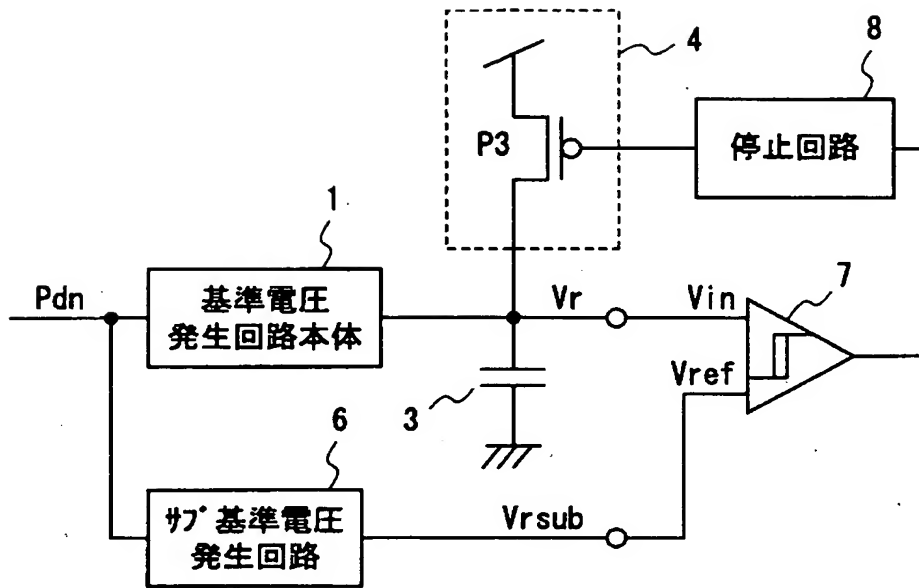 4
8
P3
停止回路
1
Pdn
基準電圧
発生回路本体
Vr
Vin
7
Vref
3
6
ｻﾌﾞ基準電圧
発生回路
Vrsub